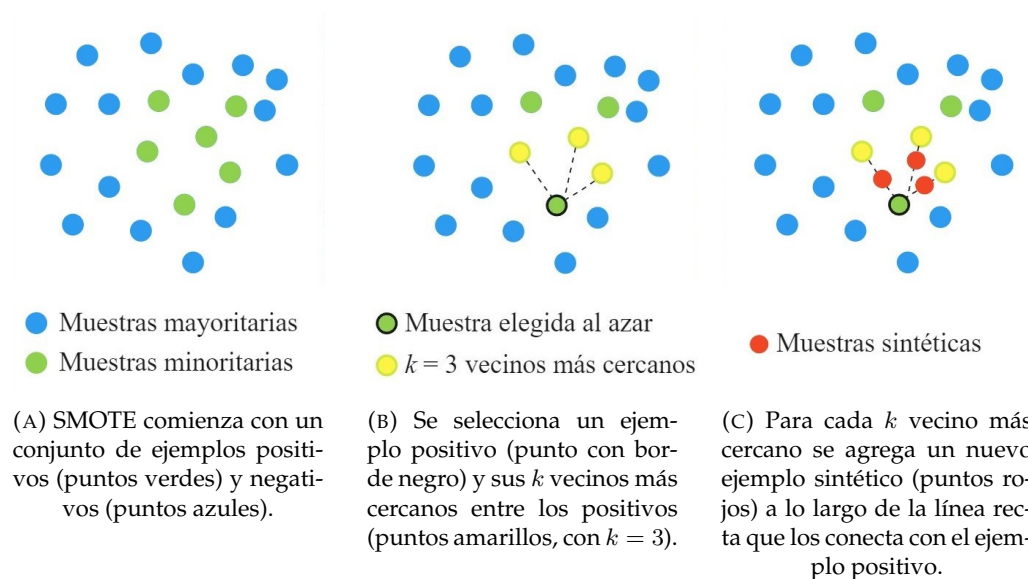 Muestras mayoritarias
Muestras minoritarias
Muestra elegida al azar
k = 3 vecinos más cercanos
Muestras sintéticas
(A) SMOTE comienza con un
conjunto de ejemplos positi-
vos (puntos verdes) y negati-
vos (puntos azules).
(B) Se selecciona un ejem-
plo positivo (punto con bor-
de negro) y sus k vecinos más
cercanos entre los positivos
(puntos amarillos, con k = 3).
(C) Para cada k vecino más
cercano se agrega un nuevo
ejemplo sintético (puntos ro-
jos) a lo largo de la línea rec-
ta que los conecta con el ejem-
plo positivo.